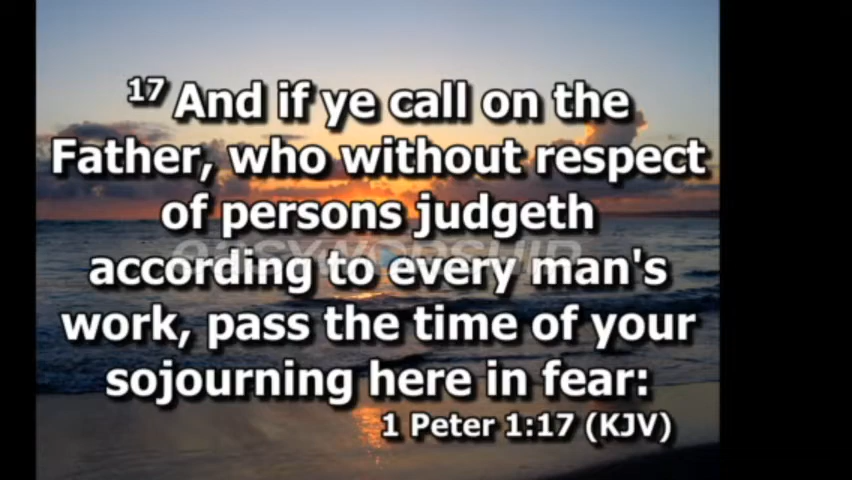 17 And if ye call on the
Father, who without respect
of persons judgeth
easyworship
according to every man's
work, pass the time of your
sojourning here in fear:
1 Peter 1:17 (KJV)